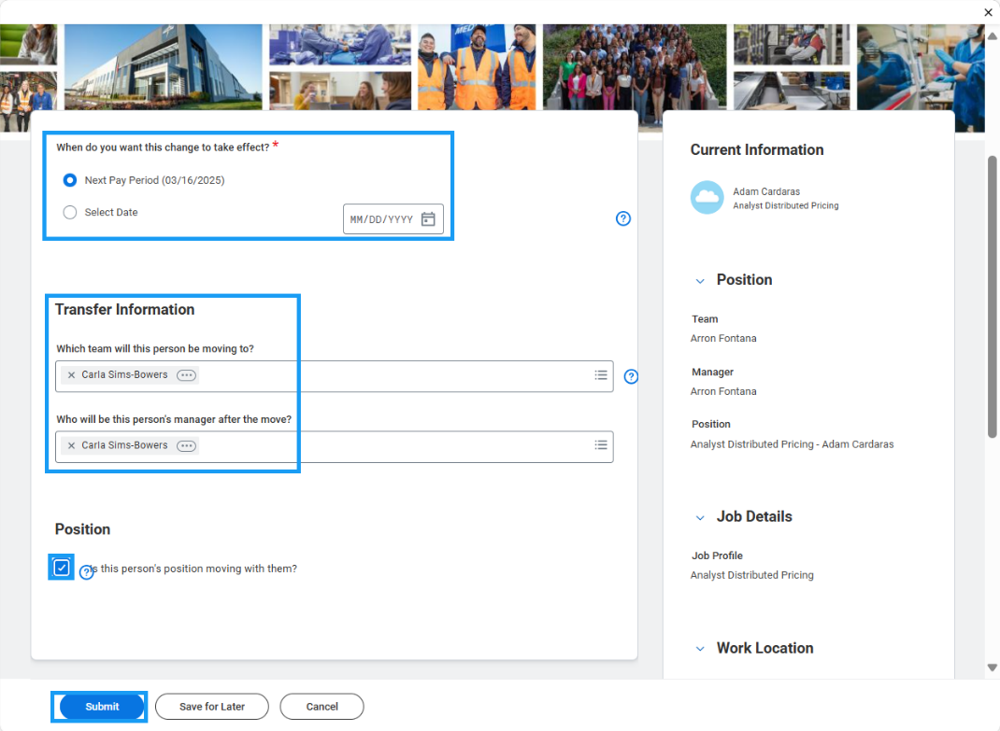 When do you want this change to take effect? *
Next Pay Period (03/16/2025)
Select Date
MM/DD/YYYY
Transfer Information
Which team will this person be moving to?
Carla Sims-Bowers
Who will be this person's manager after the move?
Carla Sims-Bowers
Position
Is this person's position moving with them?
Submit
Save for Later
Cancel
Current Information
Adam Cardaras
Analyst Distributed Pricing
Position
Team
Arron Fontana
Manager
Arron Fontana
Position
Analyst Distributed Pricing - Adam Cardaras
Job Details
Job Profile
Analyst Distributed Pricing
Work Location